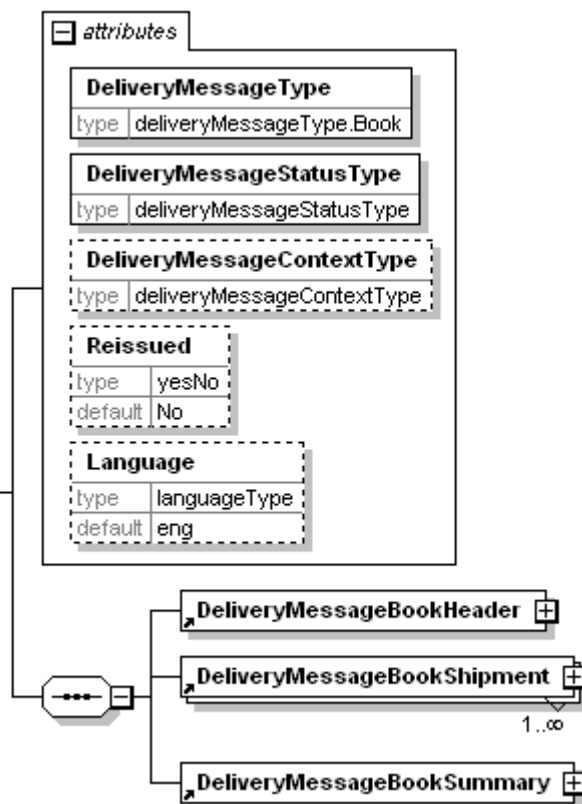 attributes
DeliveryMessageType
type deliveryMessageType.Book
DeliveryMessageStatusType
type deliveryMessageStatusType
DeliveryMessageContextType
type deliveryMessageContextType
Reissued
type yesNo
default No
Language
type languageType
default eng
DeliveryMessageBookHeader
DeliveryMessageBookShipment
1..∞
DeliveryMessageBookSummary